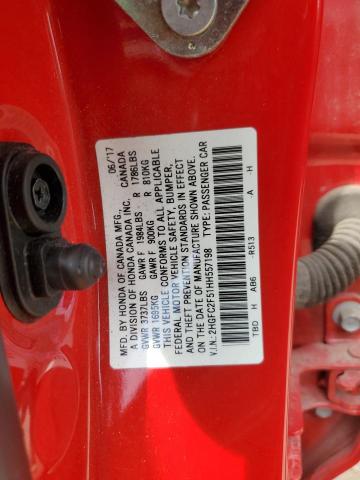 MFD. BY HONDA OF CANADA MFG., 06/'17
A DIVISION OF HONDA CANADA INC. CANADA
GVWR 3737LBS GAWR F 1984LBS R 1786LBS
GVWR 1695KG GAWR F 900KG R 810KG
THIS VEHICLE CONFORMS TO ALL APPLICABLE
FEDERAL MOTOR VEHICLE SAFETY, BUMPER,
AND THEFT PREVENTION STANDARDS IN EFFECT
ON THE DATE OF MANUFACTURE SHOWN ABOVE.
V.I.N.: 2HGFC2F51HH557198 TYPE: PASSENGER CAR
TBD H AB6 -R513 -A -H